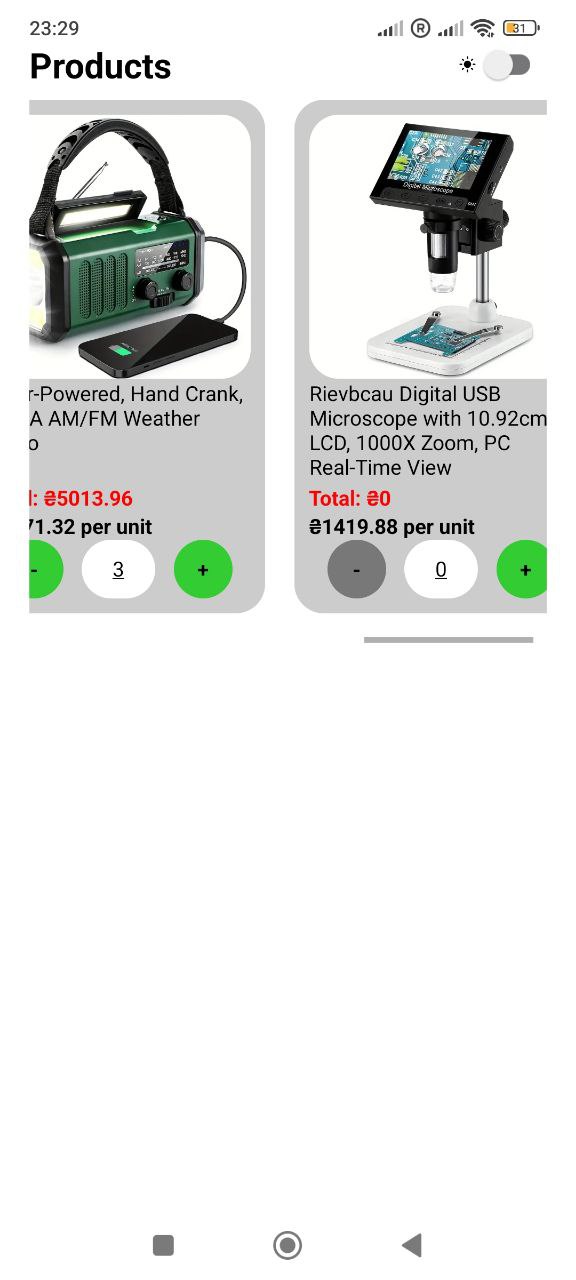 23:29
R
31
Products
Digital Microscope
r-Powered, Hand Crank,
A AM/FM Weather
o
l: ₴5013.96
71.32 per unit
-
3
+
Rievbcau Digital USB
Microscope with 10.92cm
LCD, 1000X Zoom, PC
Real-Time View
Total: ₴0
₴1419.88 per unit
-
0
+